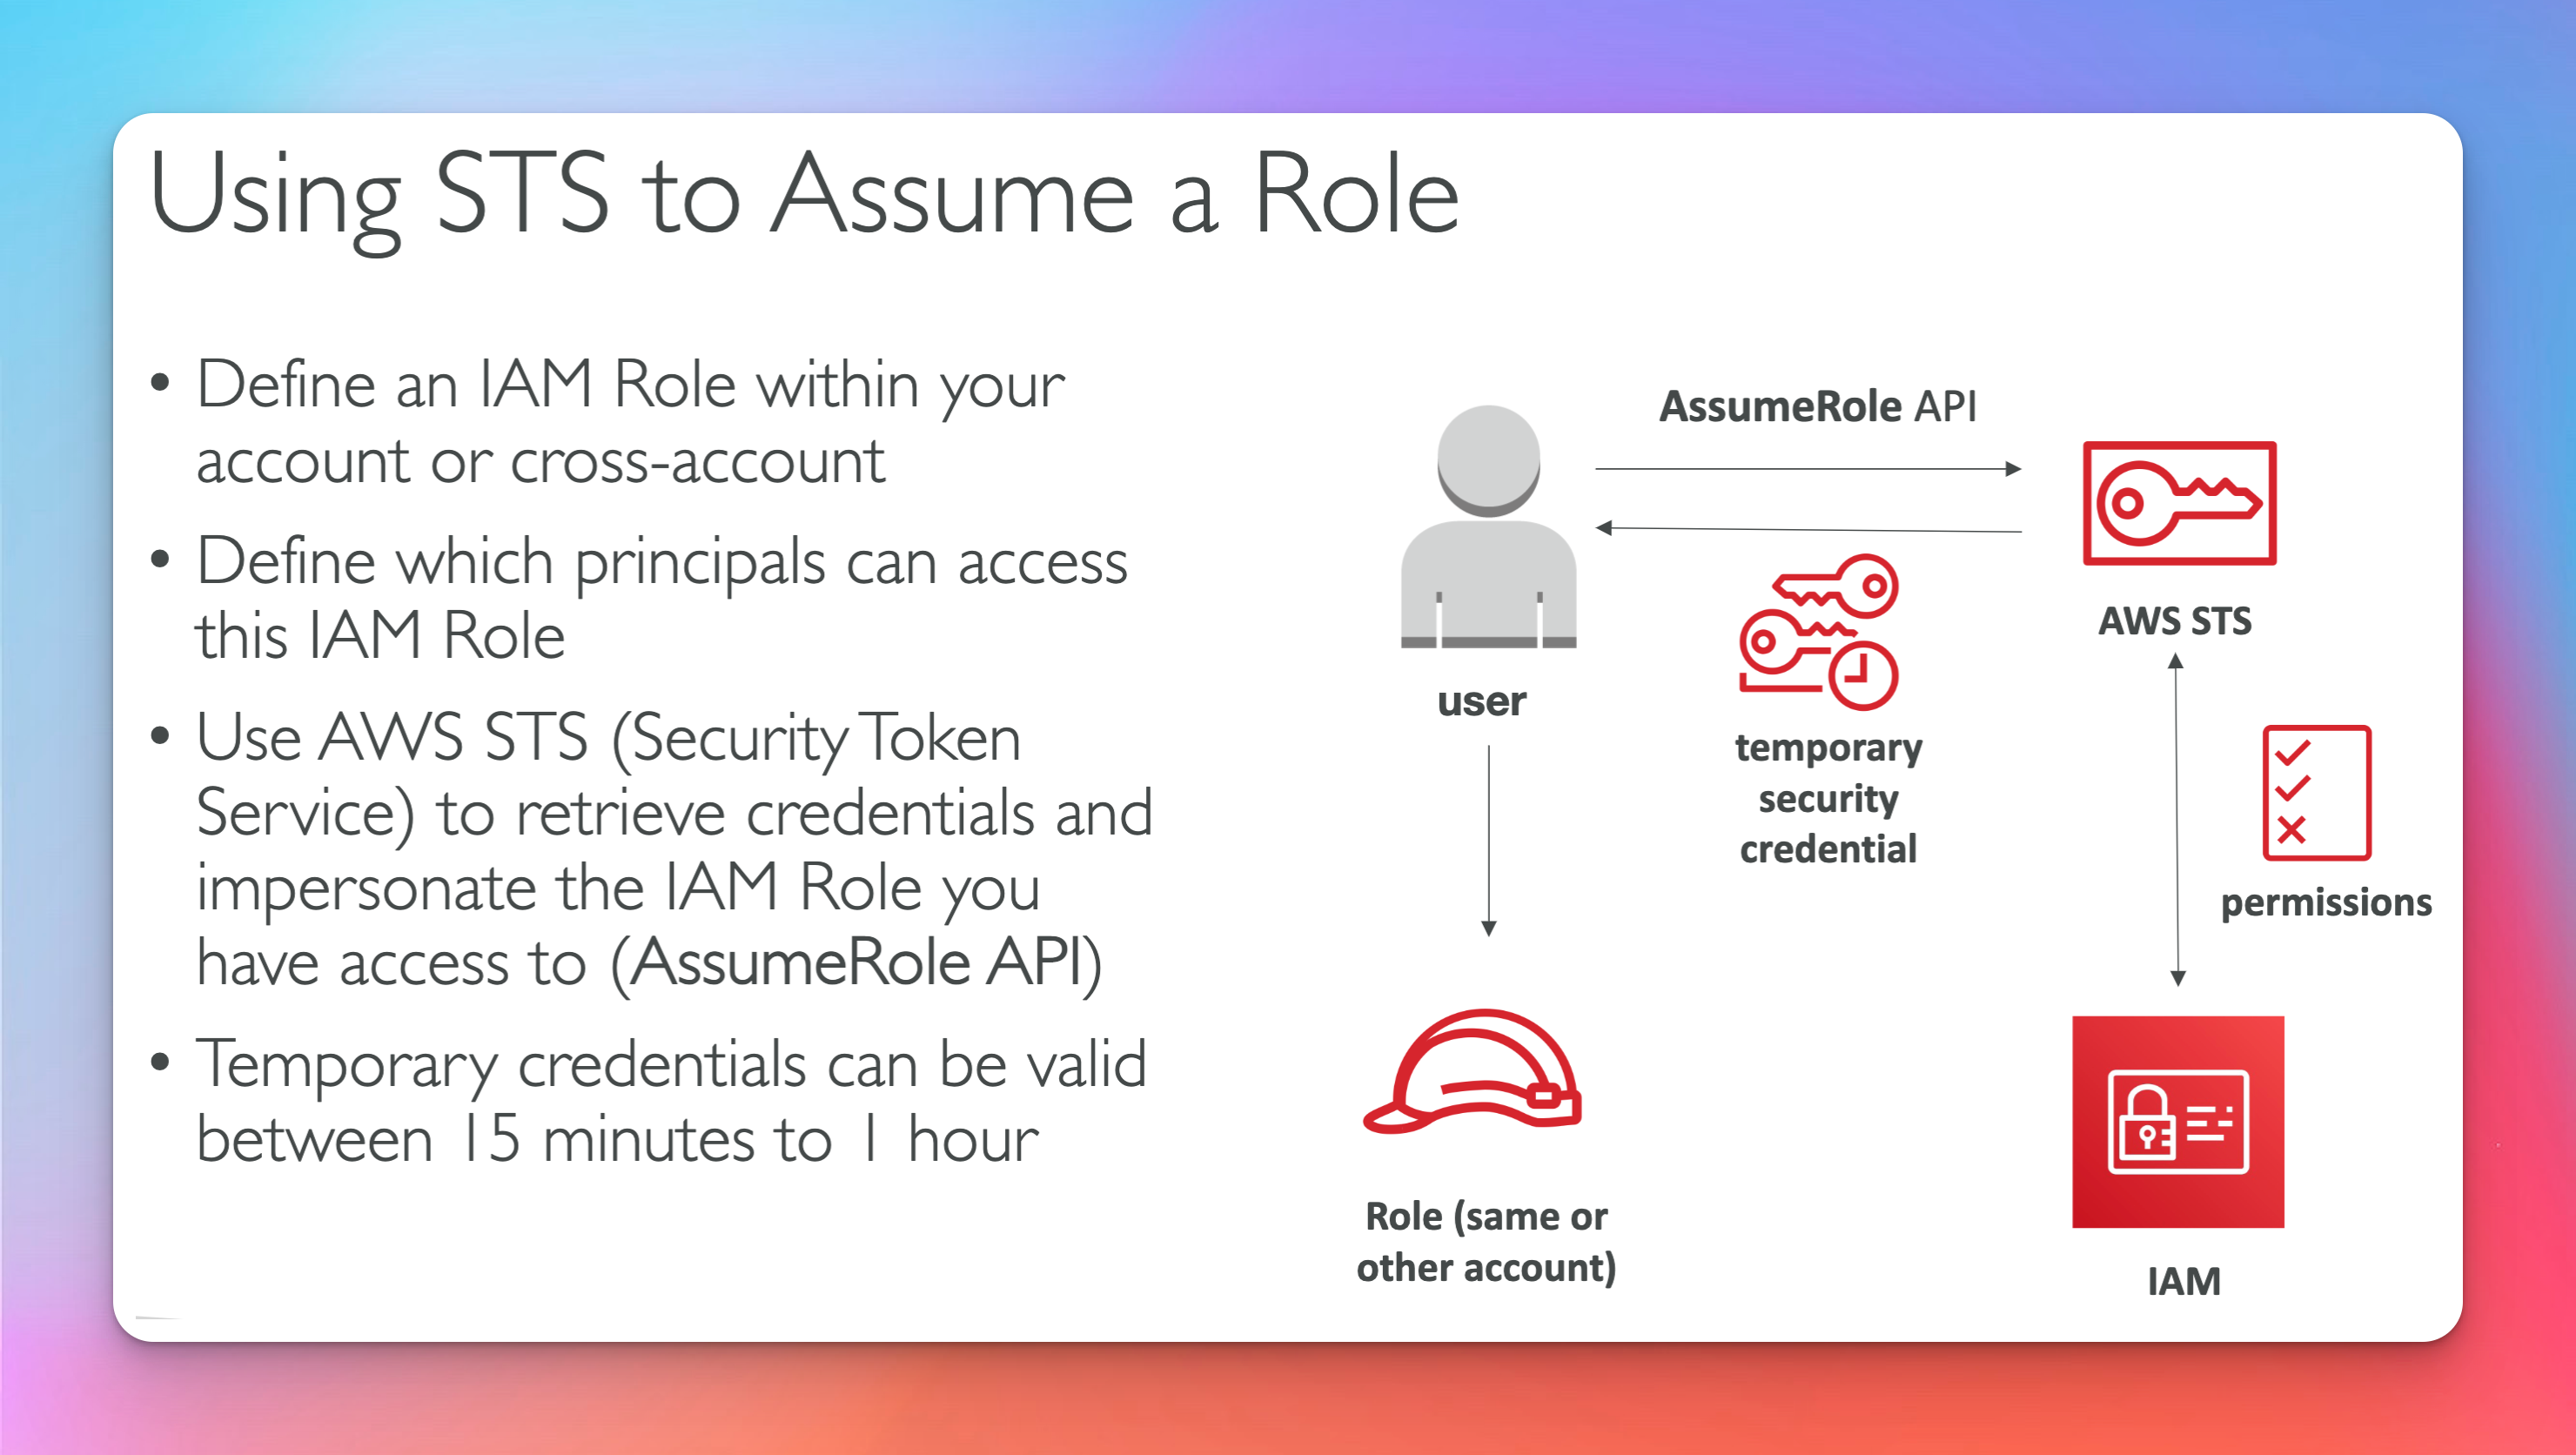 Using STS to Assume a Role
• Define an IAM Role within your
account or cross-account
• Define which principals can access
this IAM Role
• Use AWS STS (Security Token
Service) to retrieve credentials and
impersonate the IAM Role you
have access to (AssumeRole API)
• Temporary credentials can be valid
between 15 minutes to 1 hour
AssumeRole API
AWS STS
user
temporary
security
credential
permissions
Role (same or
other account)
IAM